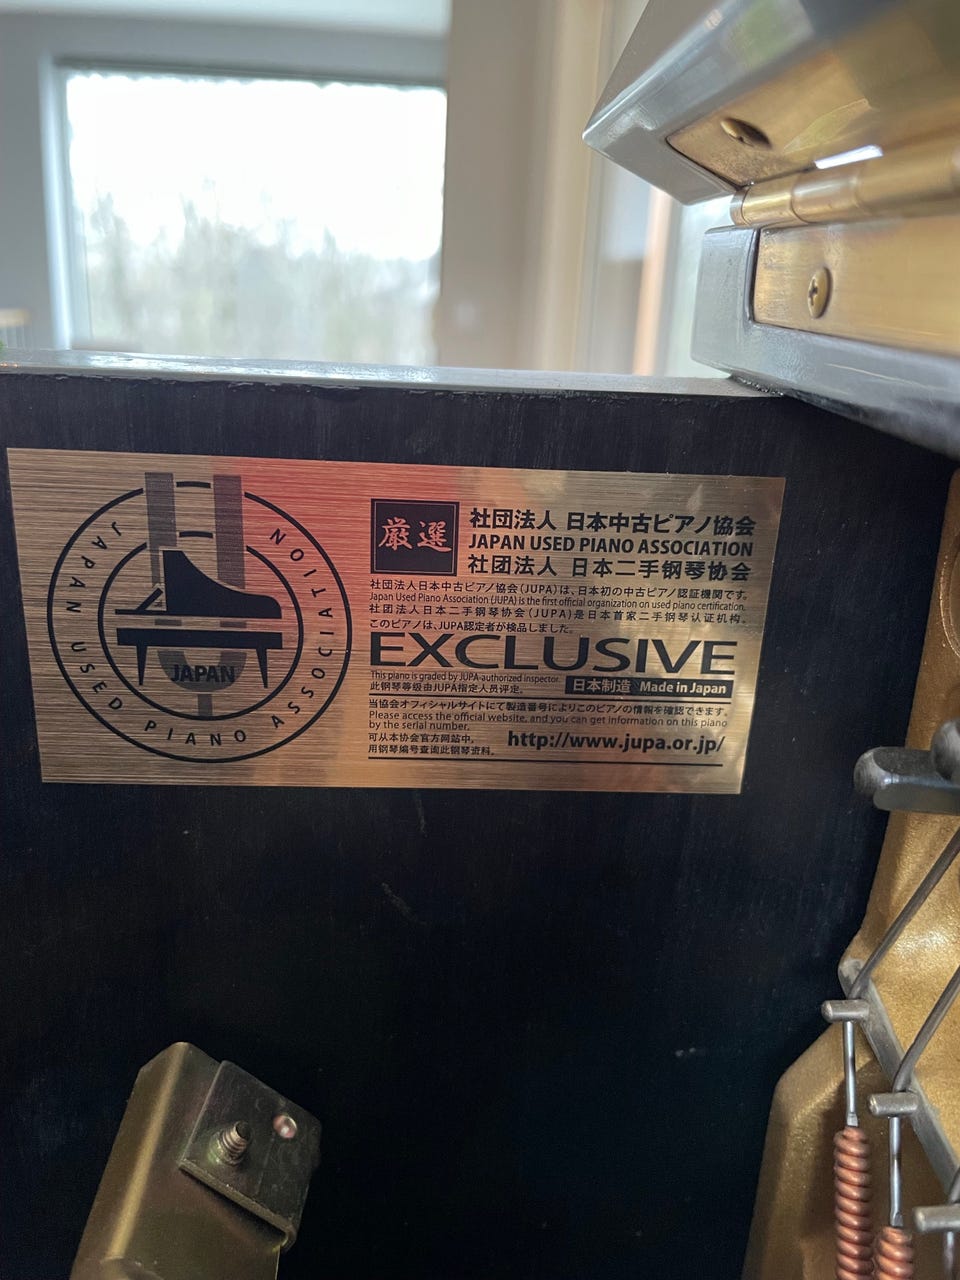 JAPAN USED PIANO ASSOCIATION
JAPAN
厳選
社団法人 日本中古ピアノ協会
JAPAN USED PIANO ASSOCIATION
社団法人 日本二手钢琴协会
社団法人日本中古ピアノ協会(JUPA)は、日本初の中古ピアノ認証機関です。
Japan Used Piano Association (JUPA) is the first official organization on used piano certification.
社团法人日本二手钢琴协会(JUPA)是日本首家二手钢琴认证机构。
このピアノは、JUPA認定者が検品しました。
EXCLUSIVE
This piano is graded by JUPA-authorized inspector.
此钢琴等级由JUPA指定人员评定。
日本制造 Made in Japan
当協会オフィシャルサイトにて製造番号によりこのピアノの情報を確認できます。
Please access the official website, and you can get information on this piano
by the serial number.
可从本协会官方网站中,
用钢琴编号查询此钢琴资料。
http://www.jupa.or.jp/